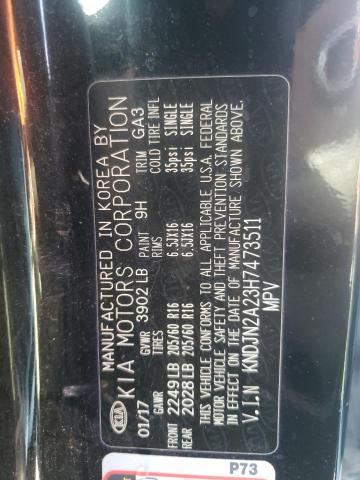 MANUFACTURED IN KOREA BY
KIA KIA MOTORS CORPORATION
01/17 GVWR 3902 LB PAINT 9H TRIM GA3
GAWR TIRES RIMS COLD TIRE INFL
FRONT 2249 LB 205/60 R16 6.5JX16 35psi SINGLE
REAR 2028 LB 205/60 R16 6.5JX16 35psi SINGLE
THIS VEHICLE CONFORMS TO ALL APPLICABLE U.S.A. FEDERAL
MOTOR VEHICLE SAFETY AND THEFT PREVENTION STANDARDS
IN EFFECT ON THE DATE OF MANUFACTURE SHOWN ABOVE.
V.I.N KNDJN2A23H7473511
MPV
P73